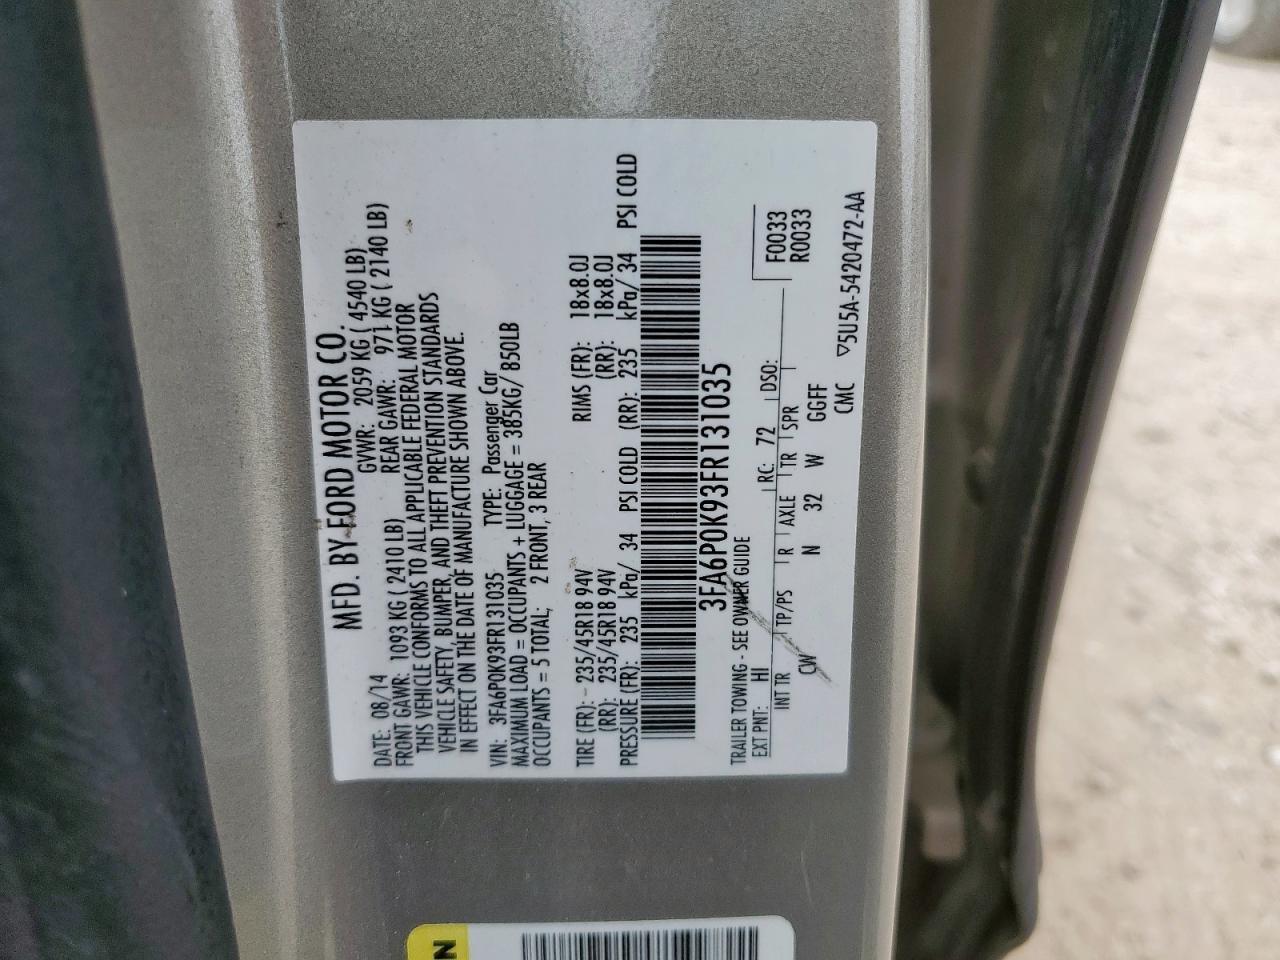 MFD. BY FORD MOTOR CO.
DATE: 08/14 GVWR: 2059 KG ( 4540 LB)
FRONT GAWR: 1093 KG ( 2410 LB) REAR GAWR: 971 KG ( 2140 LB)
THIS VEHICLE CONFORMS TO ALL APPLICABLE FEDERAL MOTOR
VEHICLE SAFETY, BUMPER, AND THEFT PREVENTION STANDARDS
IN EFFECT ON THE DATE OF MANUFACTURE SHOWN ABOVE.
VIN: 3FA6P0K93FR131035 TYPE: Passenger Car
MAXIMUM LOAD = OCCUPANTS + LUGGAGE = 385KG/ 850LB
OCCUPANTS = 5 TOTAL; 2 FRONT, 3 REAR
TIRE (FR): 235/45R18 94V RIMS (FR): 18x8.0J
(RR): 235/45R18 94V (RR): 18x8.0J
PRESSURE (FR): 235 kPa/ 34 PSI COLD (RR): 235 kPa/ 34 PSI COLD
3FA6P0K93FR131035
TRAILER TOWING - SEE OWNER GUIDE
F0033
R0033
EXT PNT: HI RC: 72 DSO:
INT TR TP/PS R AXLE TR SPR
CW N 32 W GGFF
CMC ▽5U5A-5420472-AA
N